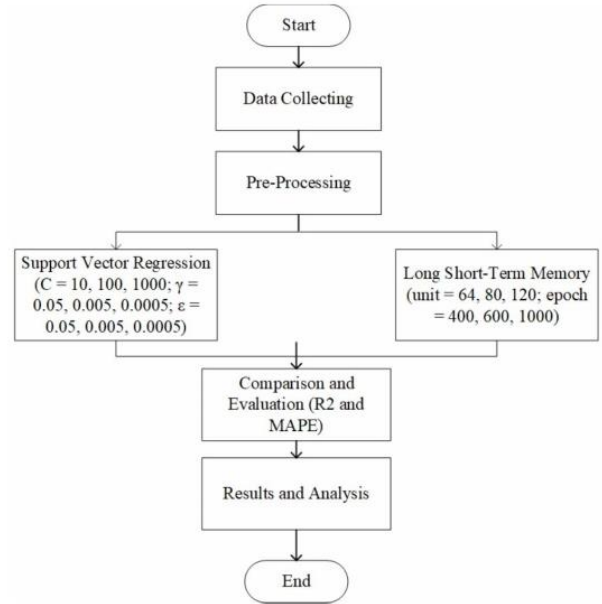 Start
Data Collecting
Pre-Processing
Support Vector Regression
(C = 10, 100, 1000; γ =
0.05, 0.005, 0.0005; ε =
0.05, 0.005, 0.0005)
Long Short-Term Memory
(unit = 64, 80, 120; epoch
= 400, 600, 1000)
Comparison and
Evaluation (R2 and
MAPE)
Results and Analysis
End